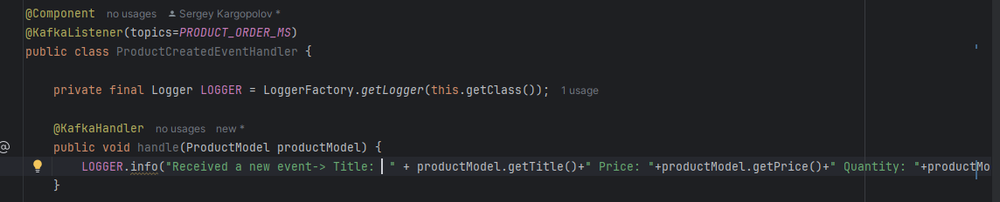 @Component no usages Sergey Kargopolov *
@KafkaListener(topics=PRODUCT_ORDER_MS)
public class ProductCreatedEventHandler {
private final Logger LOGGER = LoggerFactory.getLogger(this.getClass()); 1 usage
@KafkaHandler no usages new *
public void handle(ProductModel productModel) {
LOGGER.info("Received a new event-> Title: " + productModel.getTitle()+" Price: "+productModel.getPrice()+" Quantity: "+productMo
}